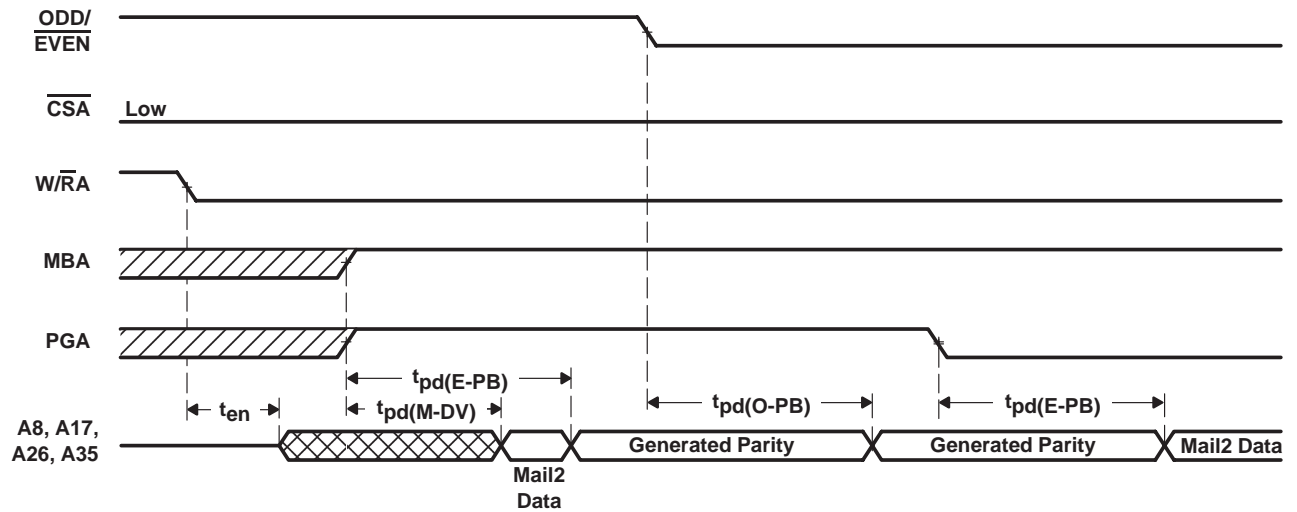 ODD/
EVEN
CSA
Low
W/RA
MBA
PGA
tpd(E-PB)
ten
tpd(M-DV)
tpd(O-PB)
tpd(E-PB)
A8, A17,
A26, A35
Generated Parity
Generated Parity
Mail2 Data
Mail2
Data